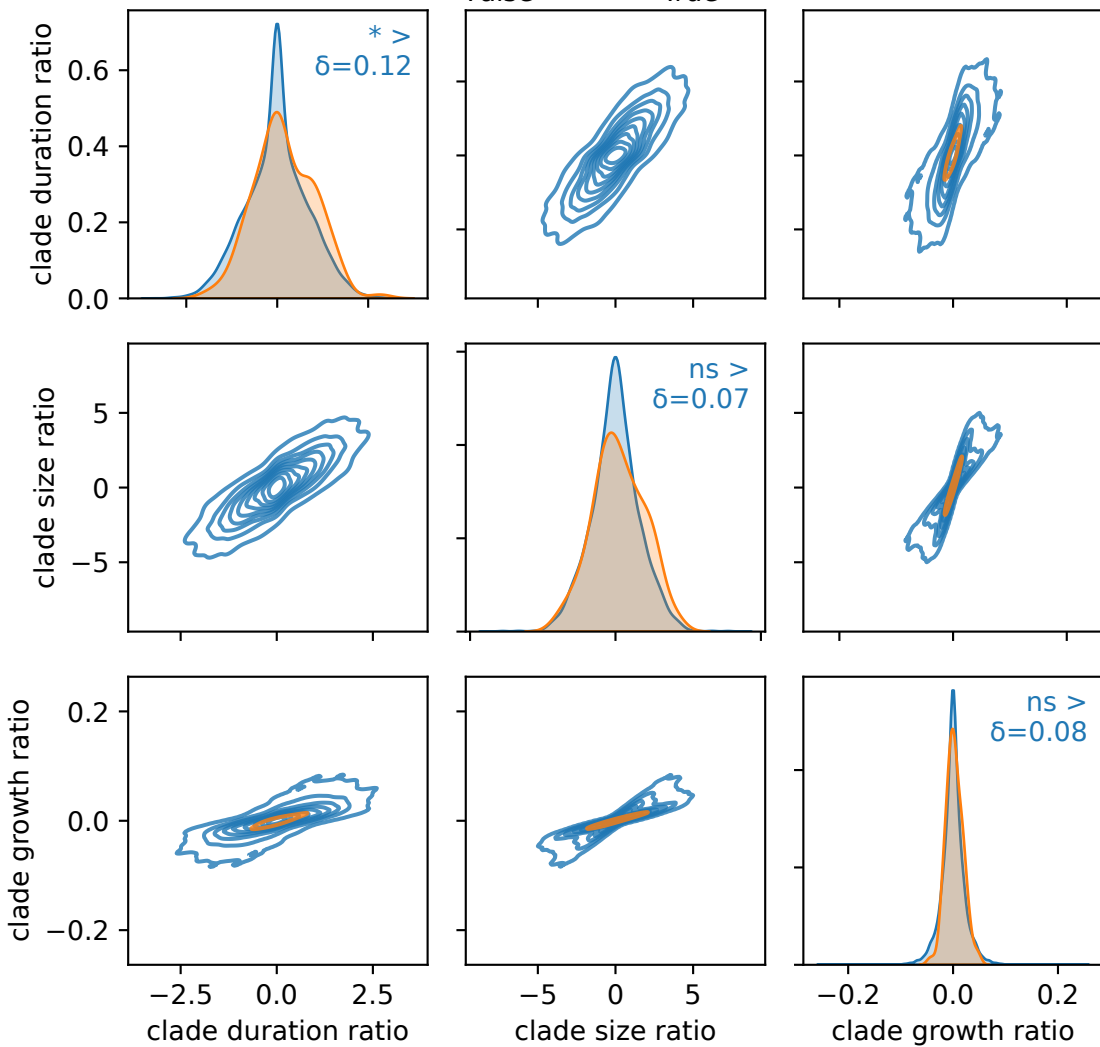 * >
δ=0.12
0.6
0.4
0.2
0.0
clade duration ratio
ns >
δ=0.07
5
0
−5
clade size ratio
ns >
δ=0.08
0.2
0.0
−0.2
clade growth ratio
−2.5 0.0 2.5
−5 0 5
−0.2 0.0 0.2
clade duration ratio
clade size ratio
clade growth ratio